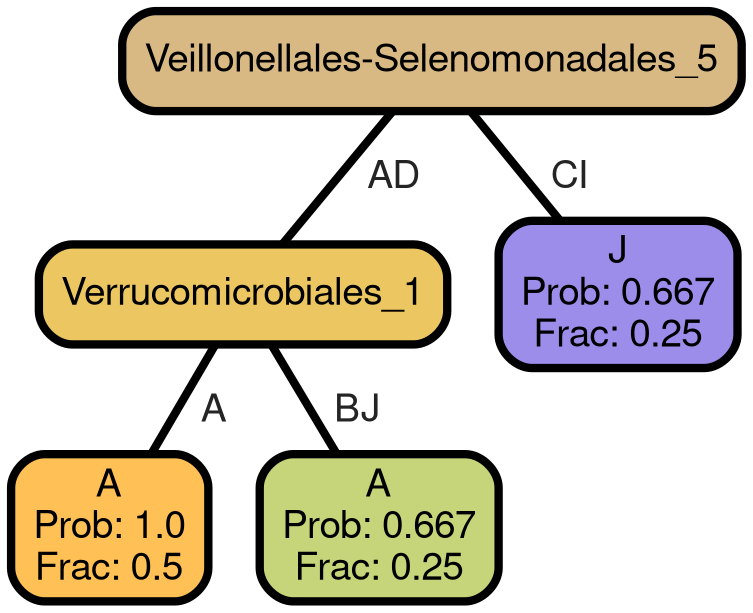 Veillonellales-Selenomonadales_5
AD
CI
Verrucomicrobiales_1
J
Prob: 0.667
Frac: 0.25
A
BJ
A
Prob: 1.0
Frac: 0.5
A
Prob: 0.667
Frac: 0.25